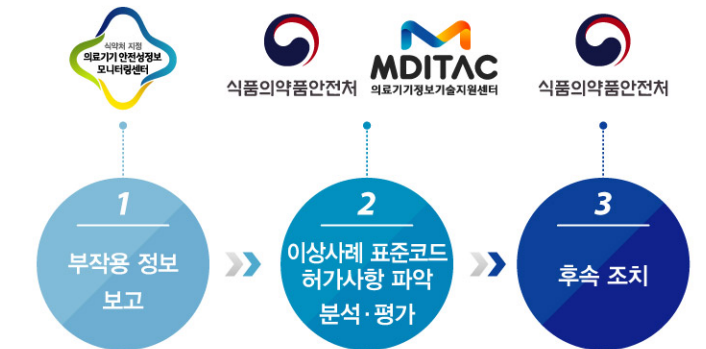 식약처 지정
의료기기 안전성정보
모니터링센터
식품의약품안전처
MDITAC
의료기기정보기술지원센터
식품의약품안전처
1
부작용 정보
보고
2
이상사례 표준코드
허가사항 파악
분석·평가
3
후속 조치